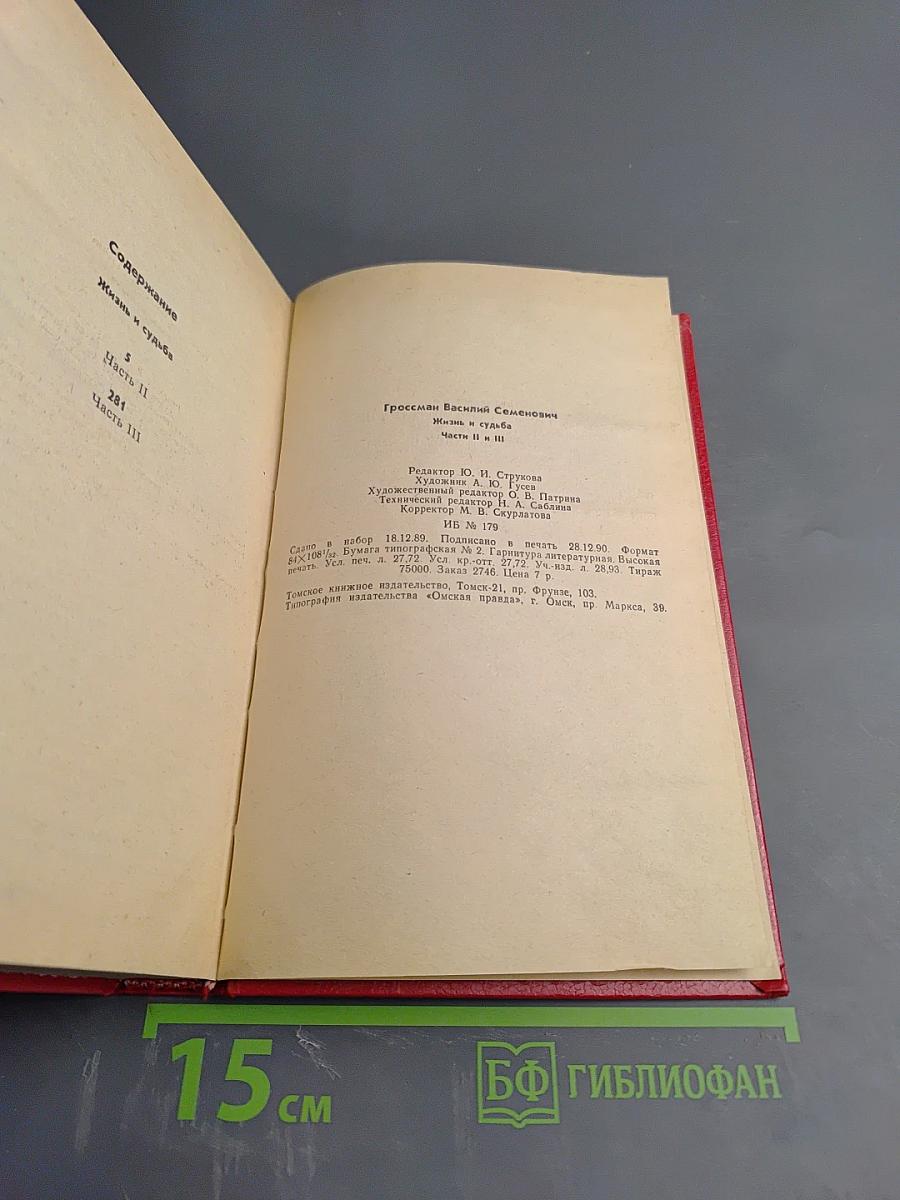 Содержание
Жизнь и судьба
5
Часть II
281
Часть III
Гроссман Василий Семенович
Жизнь и судьба
Части II и III
Редактор Ю. И. Струкова
Художник А. Ю. Гусев
Художественный редактор О. В. Патрина
Технический редактор Н. А. Саблина
Корректор М. В. Скурлатова
ИБ № 179
Сдано в набор 18.12.89. Подписано в печать 28.12.90. Формат
84×108¹/₃₂. Бумага типографская № 2. Гарнитура литературная. Высокая
печать. Усл. печ. л. 27,72. Усл. кр.-отт. 27,72. Уч.-изд. л. 28,93. Тираж
75000. Заказ 2746. Цена 7 р.
Томское книжное издательство, Томск-21, пр. Фрунзе, 103.
Типография издательства «Омская правда», г. Омск, пр. Маркса, 39.
15 см
БФ ГИБЛИОФАН